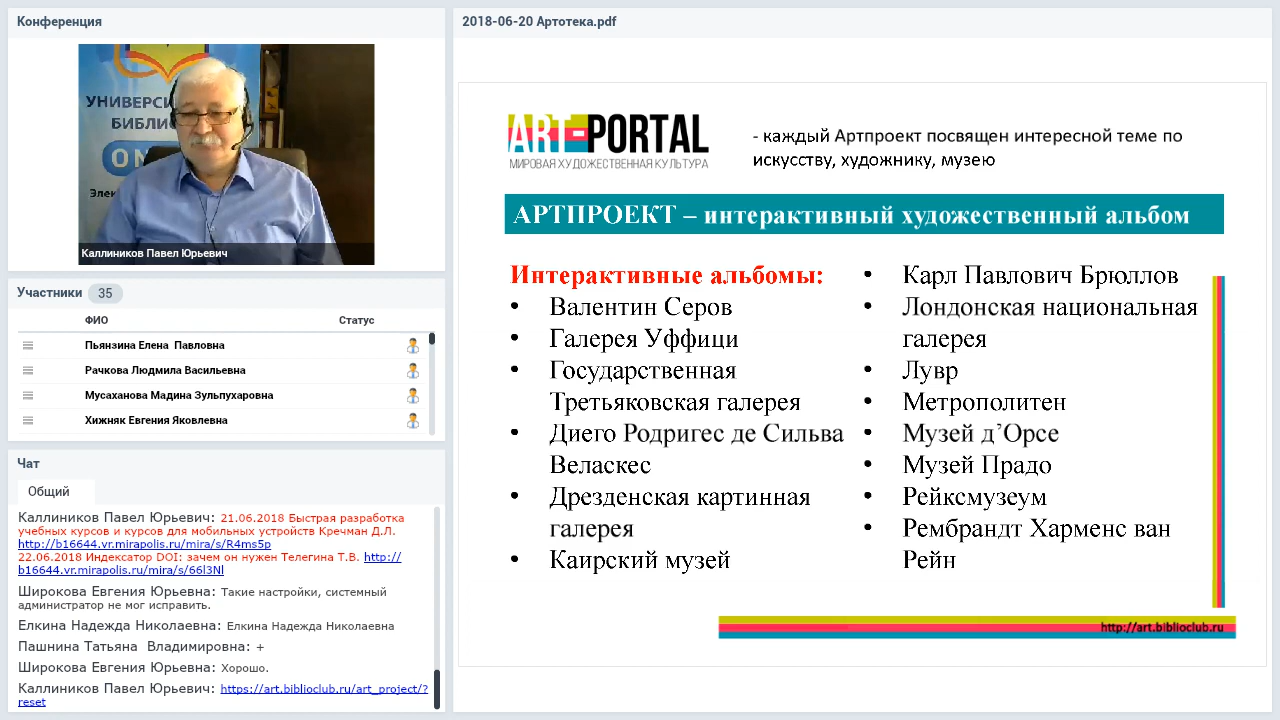 Конференция
УНИВЕРСИ
БИБЛИ
ON
Элек
Каллиников Павел Юрьевич
Участники 35
ФИО Статус
Пьянзина Елена Павловна
Рачкова Людмила Васильевна
Мусаханова Мадина Зульпухаровна
Хижняк Евгения Яковлевна
Чат
Общий
Каллиников Павел Юрьевич: 21.06.2018 Быстрая разработка
учебных курсов и курсов для мобильных устройств Кречман Д.Л.
http://b16644.vr.mirapolis.ru/mira/s/R4ms5p
22.06.2018 Индексатор DOI: зачем он нужен Телегина Т.В. http://
b16644.vr.mirapolis.ru/mira/s/66l3Nl
Широкова Евгения Юрьевна: Такие настройки, системный
администратор не мог исправить.
Елкина Надежда Николаевна: Елкина Надежда Николаевна
Пашнина Татьяна Владимировна: +
Широкова Евгения Юрьевна: Хорошо.
Каллиников Павел Юрьевич: https://art.biblioclub.ru/art_project/?
reset
2018-06-20 Артотека.pdf
ART-PORTAL
МИРОВАЯ ХУДОЖЕСТВЕННАЯ КУЛЬТУРА
- каждый Артпроект посвящен интересной теме по
искусству, художнику, музею
АРТПРОЕКТ – интерактивный художественный альбом
Интерактивные альбомы:
• Валентин Серов
• Галерея Уффици
• Государственная
Третьяковская галерея
• Диего Родригес де Сильва
Веласкес
• Дрезденская картинная
галерея
• Каирский музей
• Карл Павлович Брюллов
• Лондонская национальная
галерея
• Лувр
• Метрополитен
• Музей д’Орсе
• Музей Прадо
• Рейксмузеум
• Рембрандт Харменс ван
Рейн
http://art.biblioclub.ru